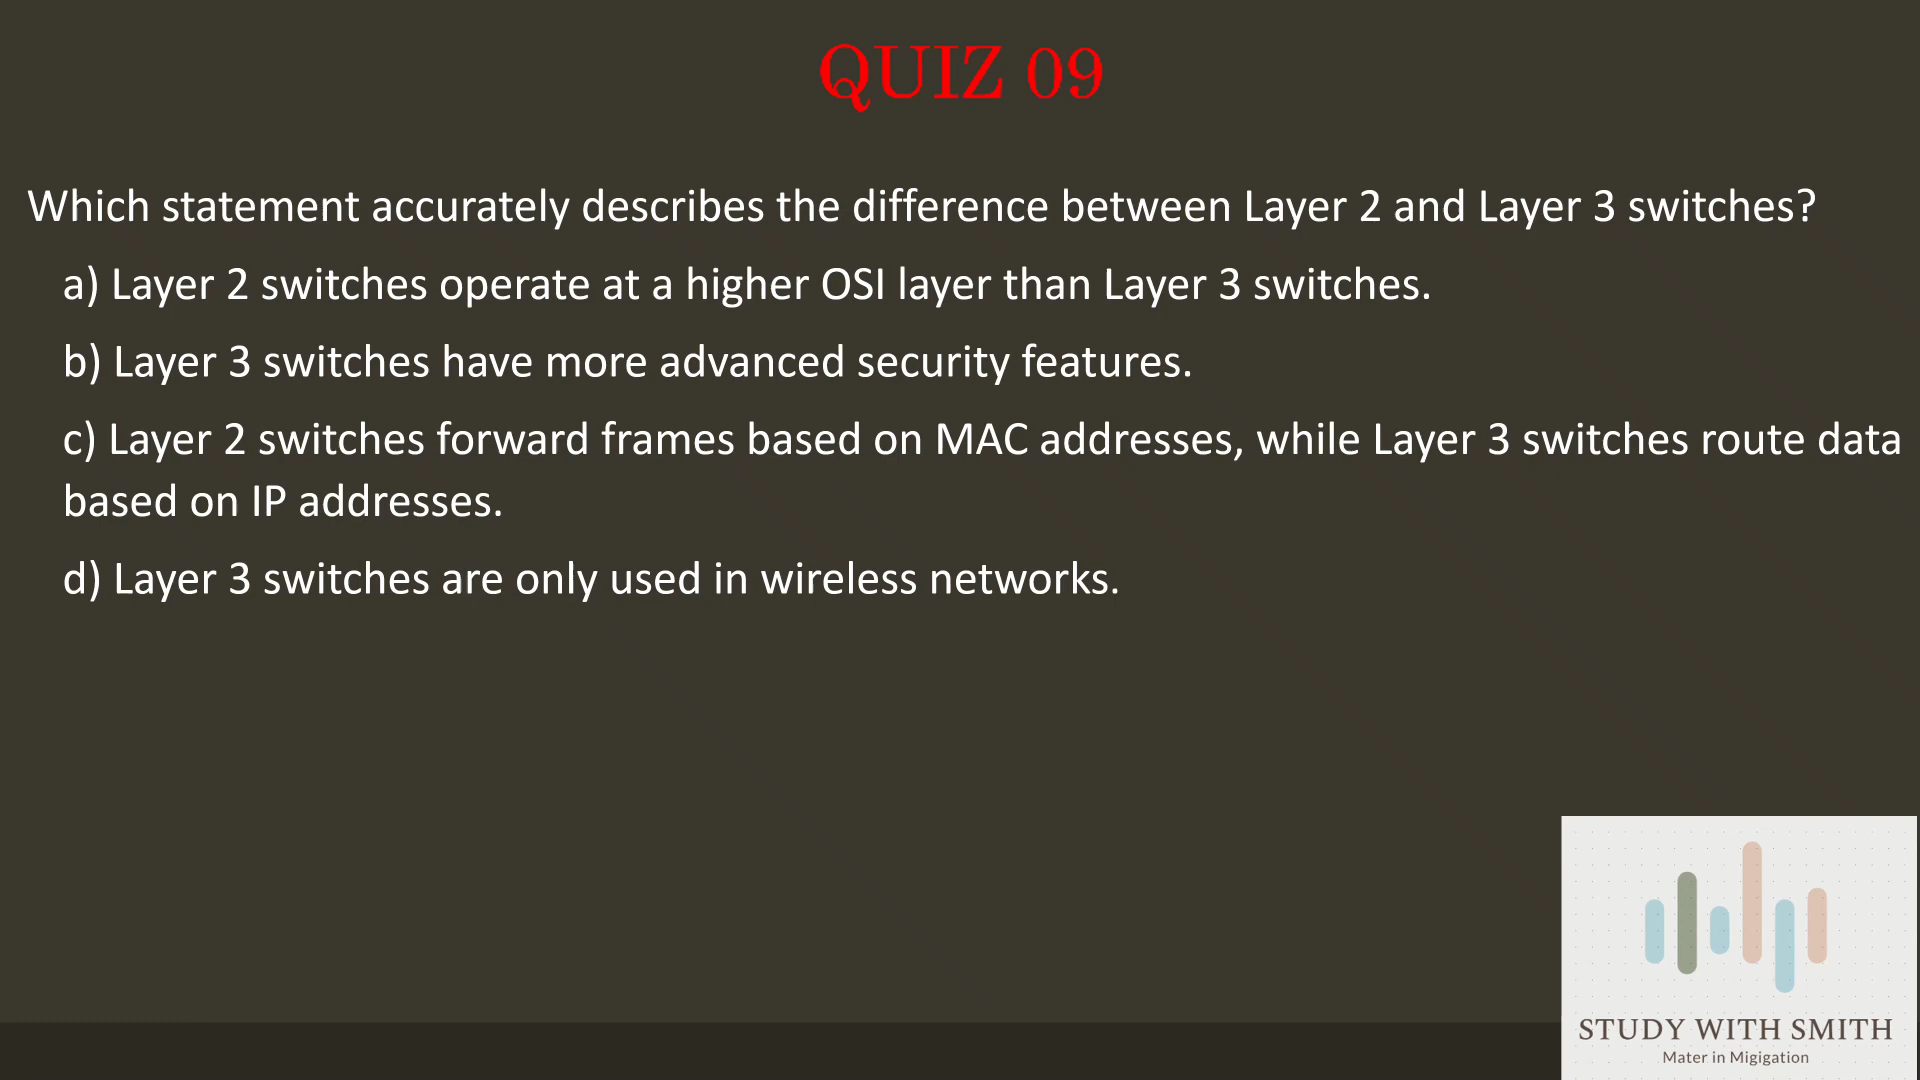 QUIZ 09
Which statement accurately describes the difference between Layer 2 and Layer 3 switches?
a) Layer 2 switches operate at a higher OSI layer than Layer 3 switches.
b) Layer 3 switches have more advanced security features.
c) Layer 2 switches forward frames based on MAC addresses, while Layer 3 switches route data
based on IP addresses.
d) Layer 3 switches are only used in wireless networks.
STUDY WITH SMITH
Mater in Migigation